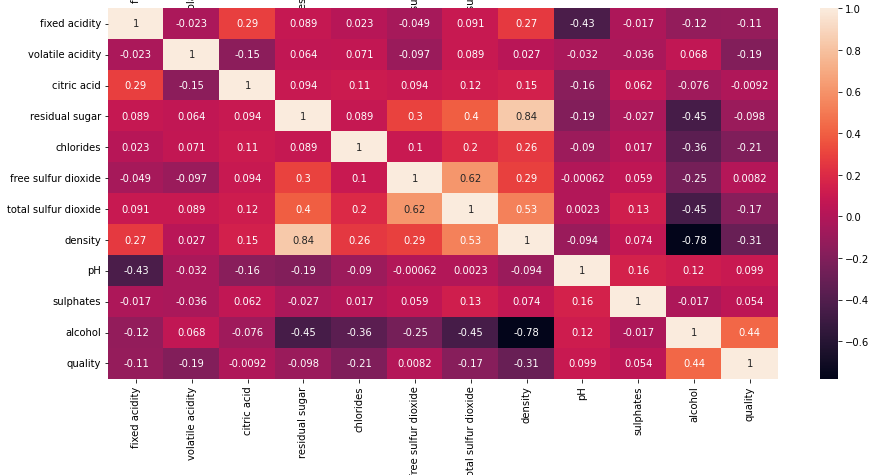 fixed acidity 1 -0.023 0.29 0.089 0.023 -0.049 0.091 0.27 -0.43 -0.017 -0.12 -0.11
volatile acidity -0.023 1 -0.15 0.064 0.071 -0.097 0.089 0.027 -0.032 -0.036 0.068 -0.19
citric acid 0.29 -0.15 1 0.094 0.11 0.094 0.12 0.15 -0.16 0.062 -0.076 -0.0092
residual sugar 0.089 0.064 0.094 1 0.089 0.3 0.4 0.84 -0.19 -0.027 -0.45 -0.098
chlorides 0.023 0.071 0.11 0.089 1 0.1 0.2 0.26 -0.09 0.017 -0.36 -0.21
free sulfur dioxide -0.049 -0.097 0.094 0.3 0.1 1 0.62 0.29 -0.00062 0.059 -0.25 0.0082
total sulfur dioxide 0.091 0.089 0.12 0.4 0.2 0.62 1 0.53 0.0023 0.13 -0.45 -0.17
density 0.27 0.027 0.15 0.84 0.26 0.29 0.53 1 -0.094 0.074 -0.78 -0.31
pH -0.43 -0.032 -0.16 -0.19 -0.09 -0.00062 0.0023 -0.094 1 0.16 0.12 0.099
sulphates -0.017 -0.036 0.062 -0.027 0.017 0.059 0.13 0.074 0.16 1 -0.017 0.054
alcohol -0.12 0.068 -0.076 -0.45 -0.36 -0.25 -0.45 -0.78 0.12 -0.017 1 0.44
quality -0.11 -0.19 -0.0092 -0.098 -0.21 0.0082 -0.17 -0.31 0.099 0.054 0.44 1
fixed acidity
volatile acidity
citric acid
residual sugar
chlorides
free sulfur dioxide
otal sulfur dioxide
density
pH
sulphates
alcohol
quality
1.0
0.8
0.6
0.4
0.2
0.0
−0.2
−0.4
−0.6